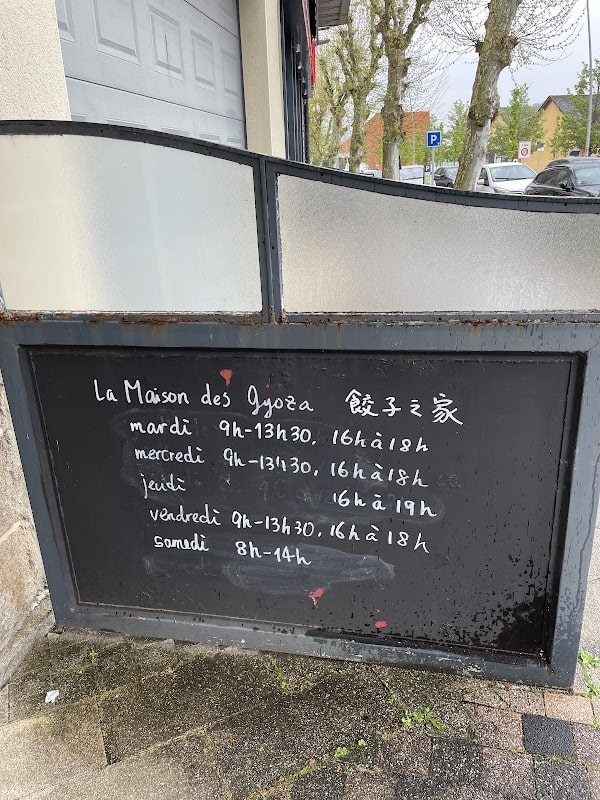 P
La Maison des Gyoza 餃子之家
mardi 9h-13h30, 16h à 18h
mercredi 9h-13h30, 16h à 18h
jeudi 16h à 19h
vendredi 9h-13h30, 16h à 18h
samedi 8h-14h